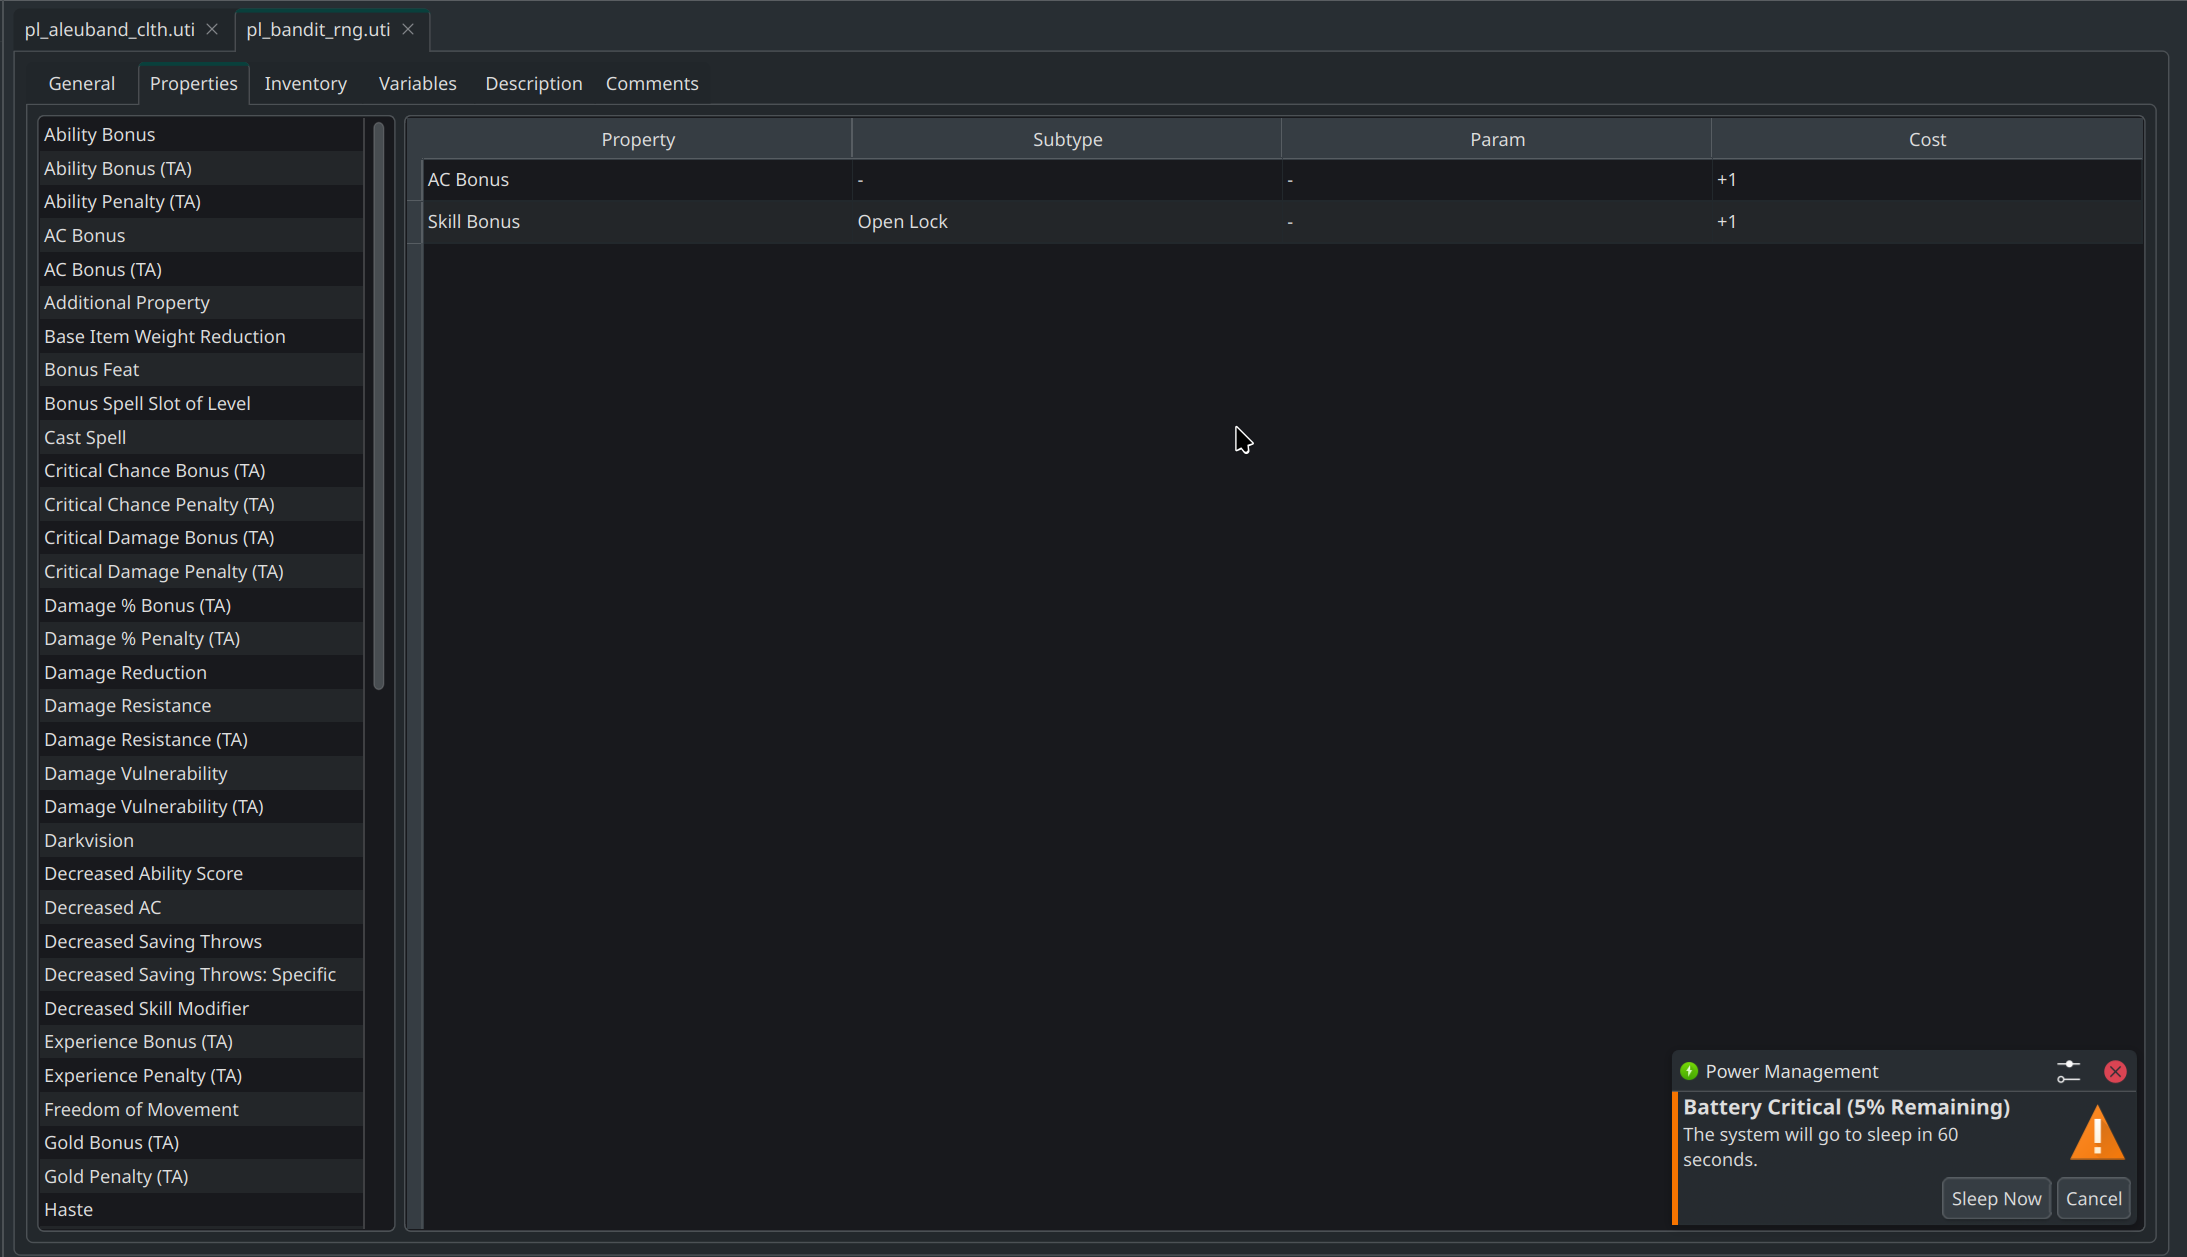 pl_aleuband_clth.uti
pl_bandit_rng.uti
General
Properties
Inventory
Variables
Description
Comments
Ability Bonus
Ability Bonus (TA)
Ability Penalty (TA)
AC Bonus
AC Bonus (TA)
Additional Property
Base Item Weight Reduction
Bonus Feat
Bonus Spell Slot of Level
Cast Spell
Critical Chance Bonus (TA)
Critical Chance Penalty (TA)
Critical Damage Bonus (TA)
Critical Damage Penalty (TA)
Damage % Bonus (TA)
Damage % Penalty (TA)
Damage Reduction
Damage Resistance
Damage Resistance (TA)
Damage Vulnerability
Damage Vulnerability (TA)
Darkvision
Decreased Ability Score
Decreased AC
Decreased Saving Throws
Decreased Saving Throws: Specific
Decreased Skill Modifier
Experience Bonus (TA)
Experience Penalty (TA)
Freedom of Movement
Gold Bonus (TA)
Gold Penalty (TA)
Haste
Property Subtype Param Cost
AC Bonus - - +1
Skill Bonus Open Lock - +1
Power Management
Battery Critical (5% Remaining)
The system will go to sleep in 60
seconds.
Sleep Now Cancel